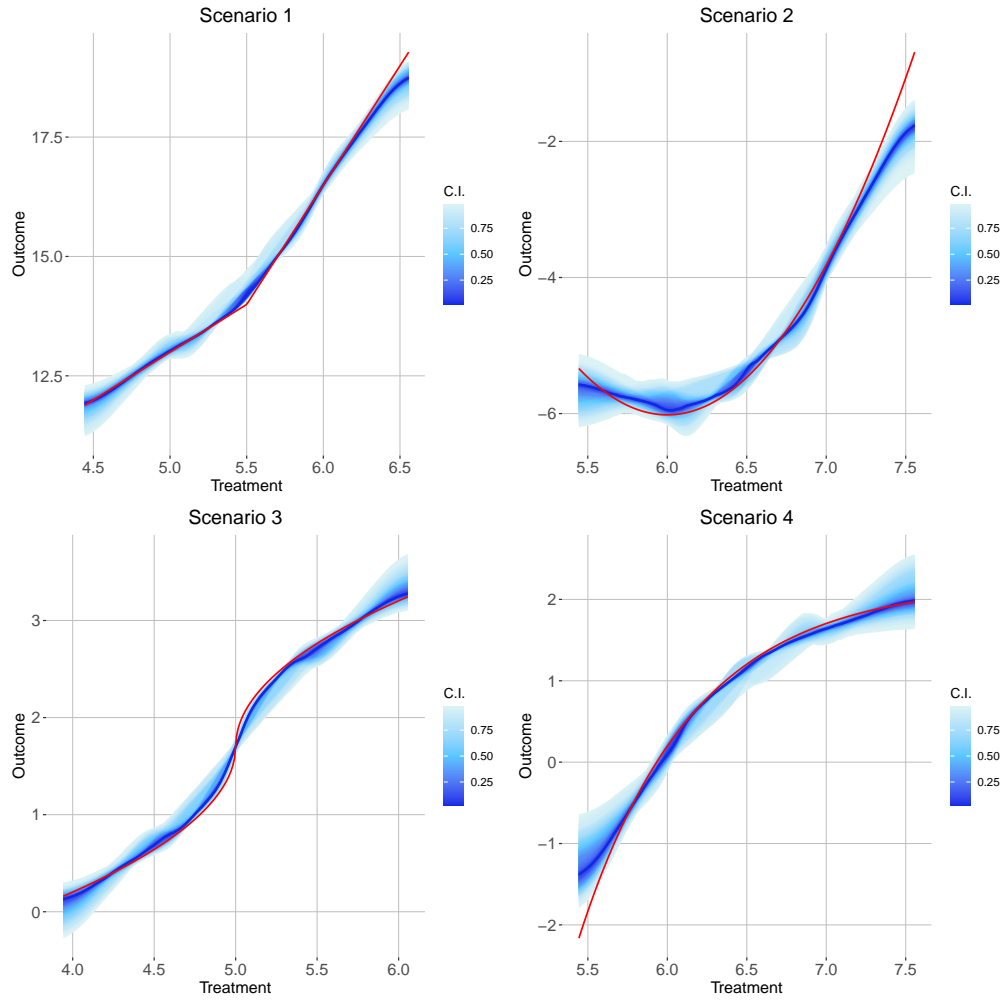 Scenario 1
17.5
15.0
12.5
4.5 5.0 5.5 6.0 6.5
Treatment
Outcome
C.I.
0.75
0.50
0.25
Scenario 2
−2
−4
−6
5.5 6.0 6.5 7.0 7.5
Treatment
Outcome
C.I.
0.75
0.50
0.25
Scenario 3
3
2
1
0
4.0 4.5 5.0 5.5 6.0
Treatment
Outcome
C.I.
0.75
0.50
0.25
Scenario 4
2
1
0
−1
−2
5.5 6.0 6.5 7.0 7.5
Treatment
Outcome
C.I.
0.75
0.50
0.25